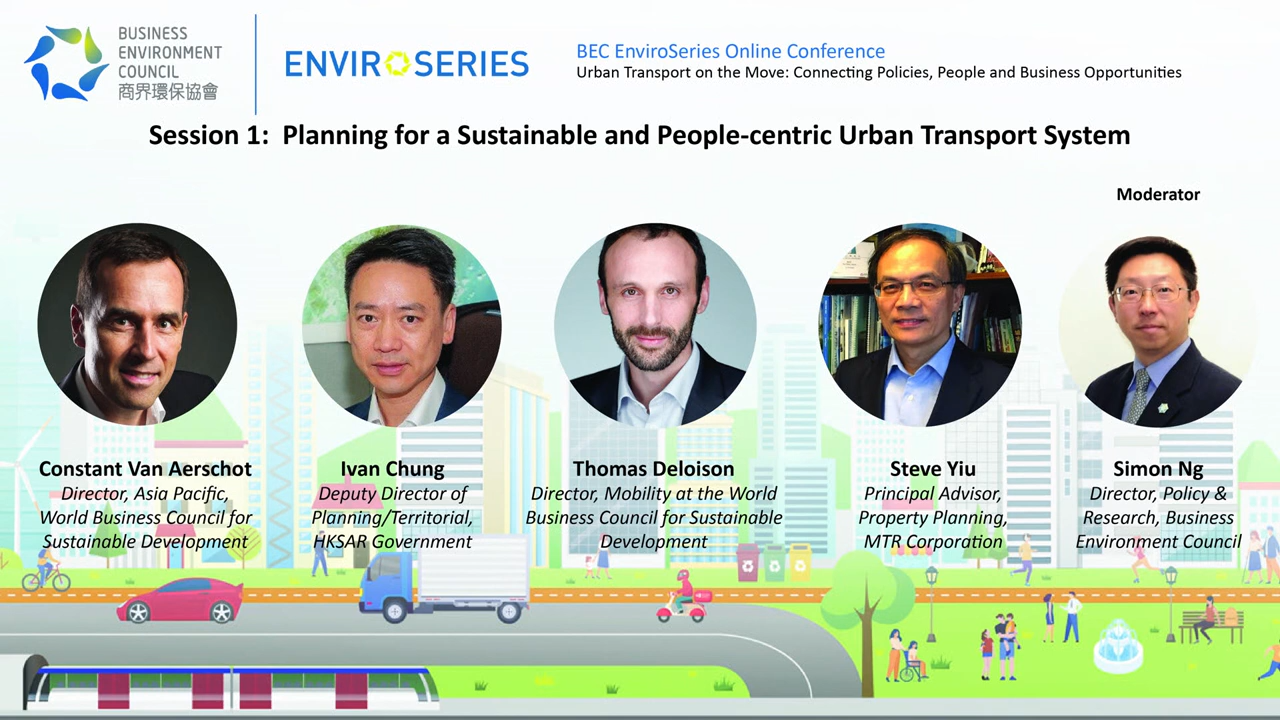 BUSINESS
ENVIRONMENT
COUNCIL
商界環保協會
ENVIROSERIES
BEC EnviroSeries Online Conference
Urban Transport on the Move: Connecting Policies, People and Business Opportunities
Session 1: Planning for a Sustainable and People-centric Urban Transport System
Moderator
Constant Van Aerschot
Director, Asia Pacific,
World Business Council for
Sustainable Development
Ivan Chung
Deputy Director of
Planning/Territorial,
HKSAR Government
Thomas Deloison
Director, Mobility at the World
Business Council for Sustainable
Development
Steve Yiu
Principal Advisor,
Property Planning,
MTR Corporation
Simon Ng
Director, Policy &
Research, Business
Environment Council